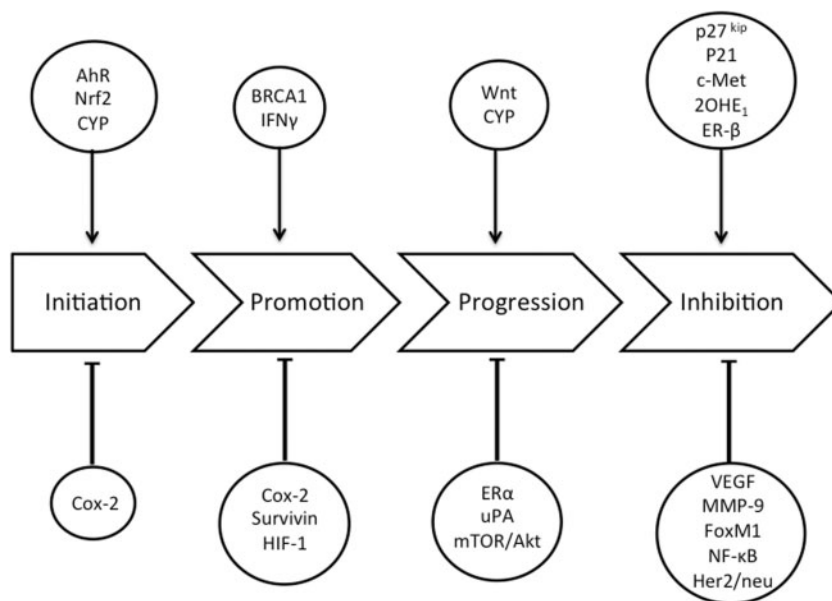 AhR
Nrf2
CYP
BRCA1
IFNγ
Wnt
CYP
p27 kip
P21
c-Met
2OHE₁
ER-β
Initiation
Promotion
Progression
Inhibition
Cox-2
Cox-2
Survivin
HIF-1
ERα
uPA
mTOR/Akt
VEGF
MMP-9
FoxM1
NF-κB
Her2/neu